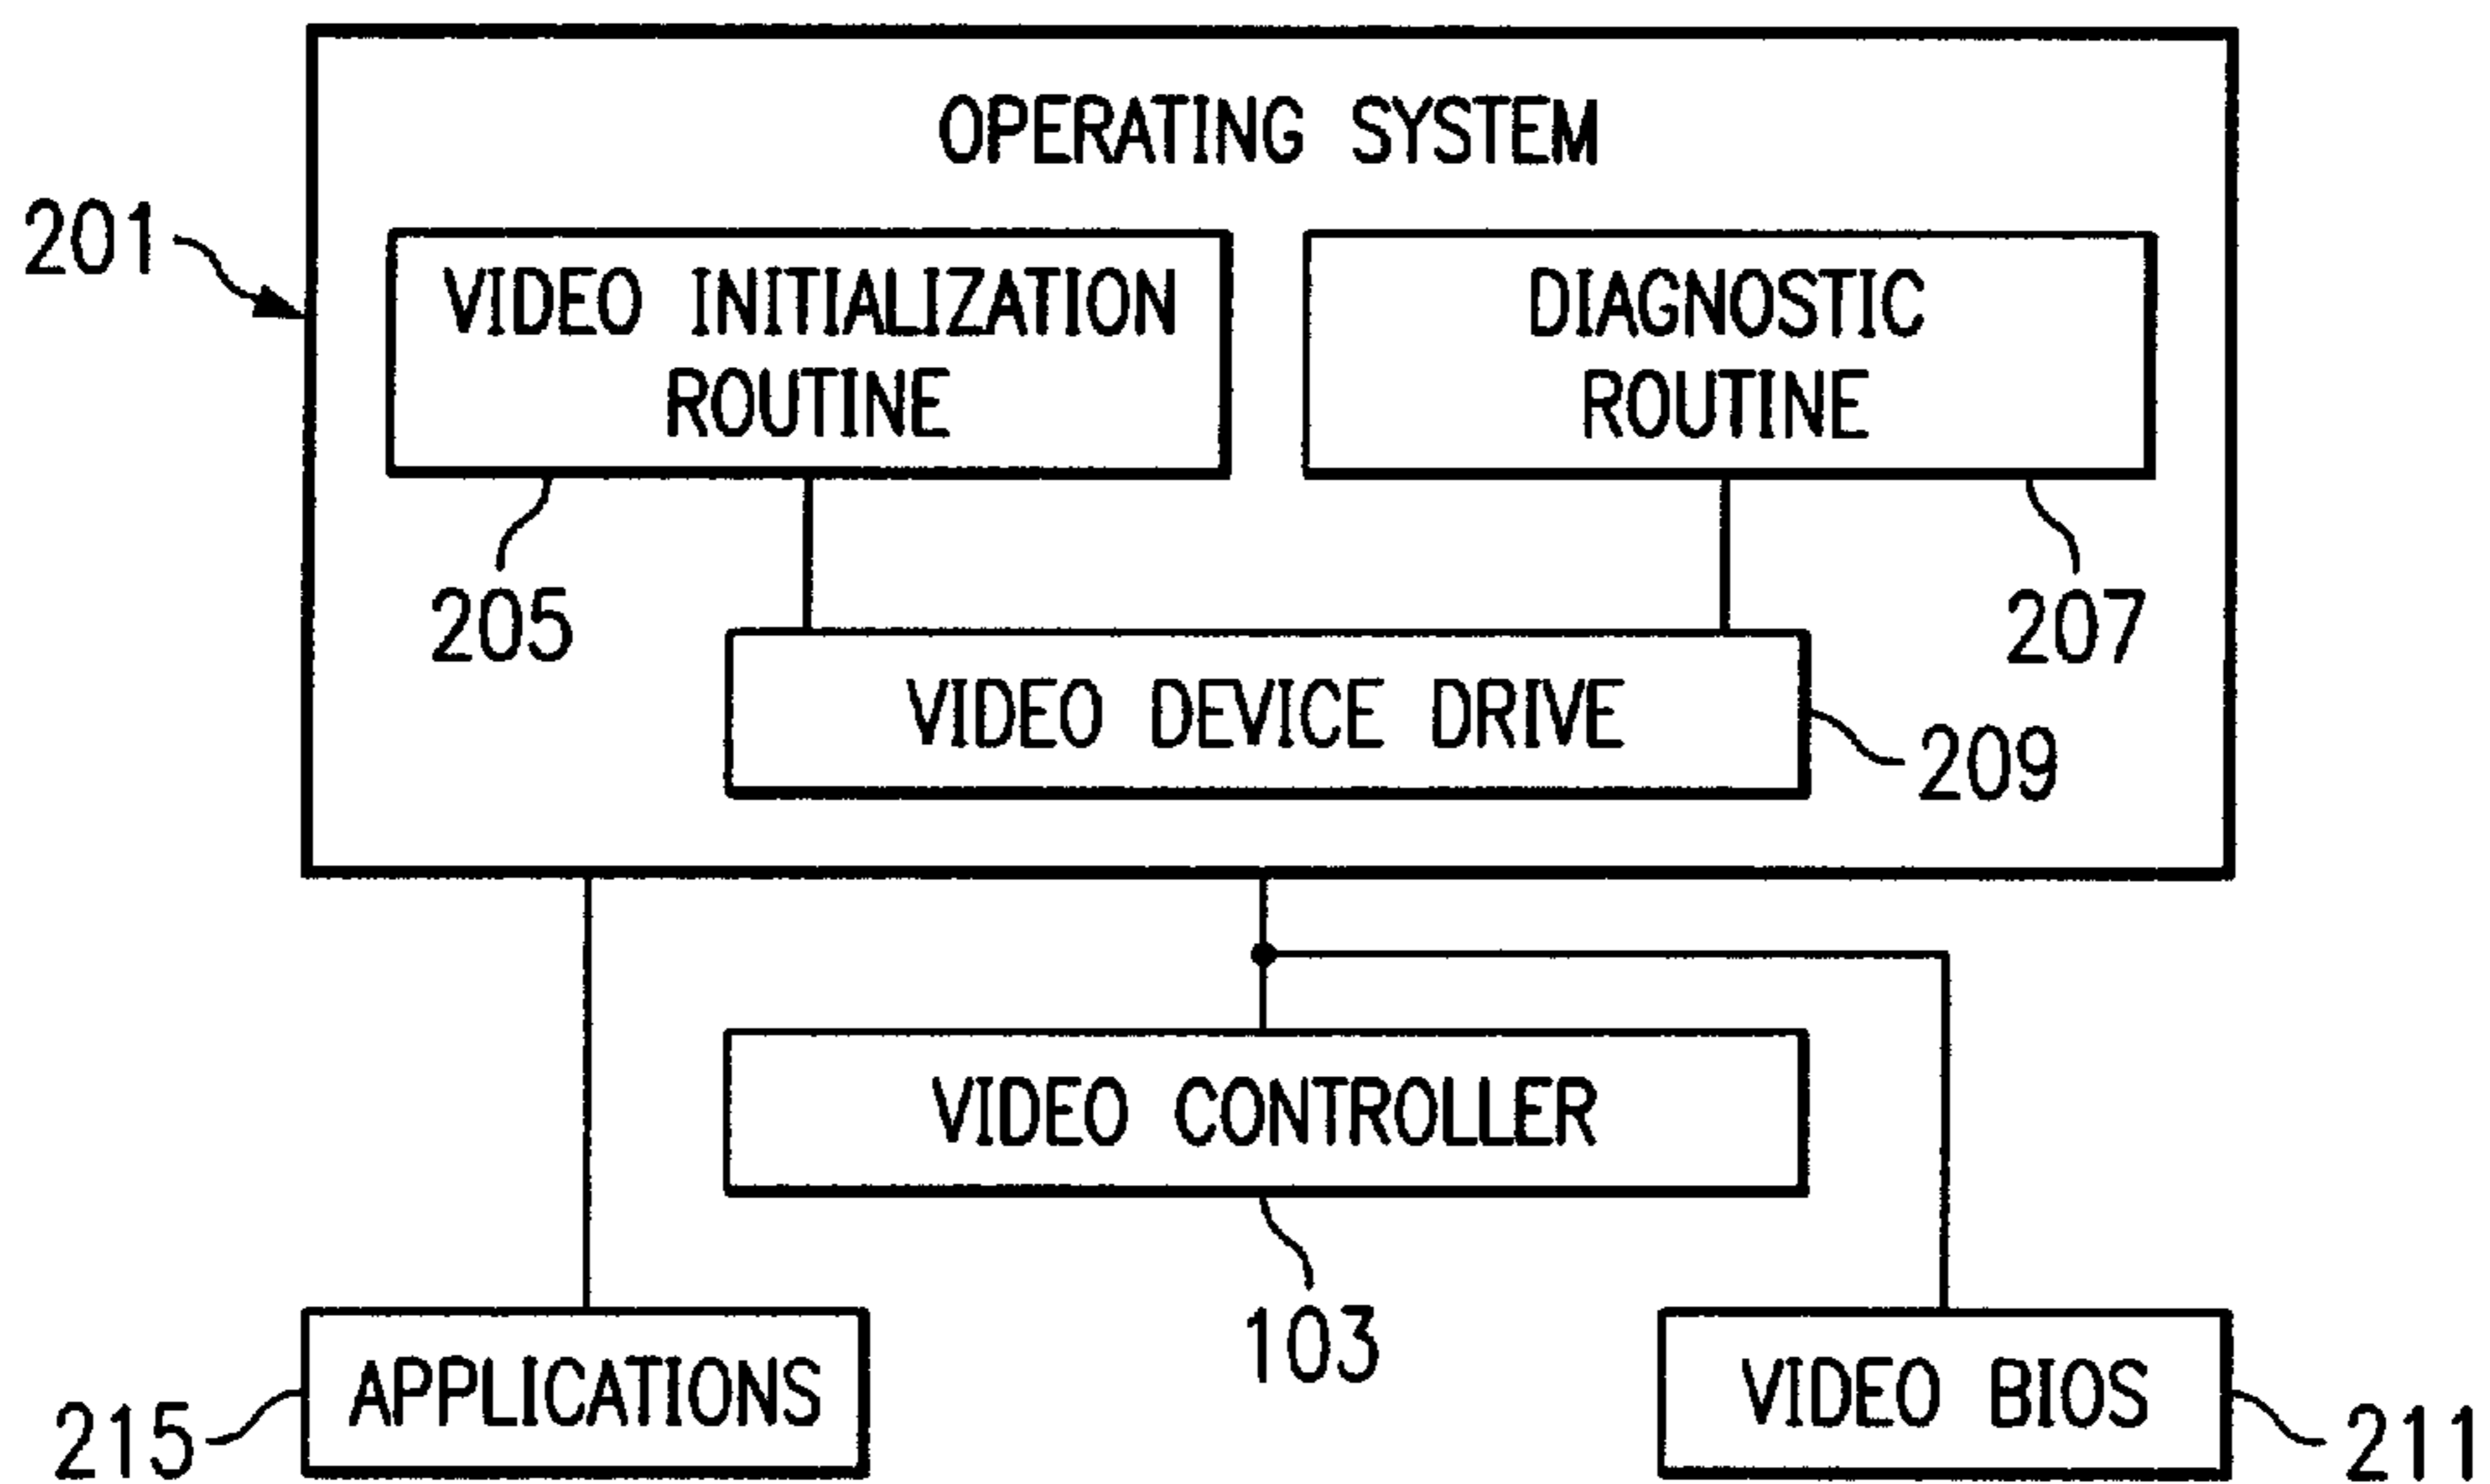 OPERATING SYSTEM
201
VIDEO INITIALIZATION
ROUTINE
DIAGNOSTIC
ROUTINE
205
207
VIDEO DEVICE DRIVE
209
VIDEO CONTROLLER
103
APPLICATIONS
215
VIDEO BIOS
211